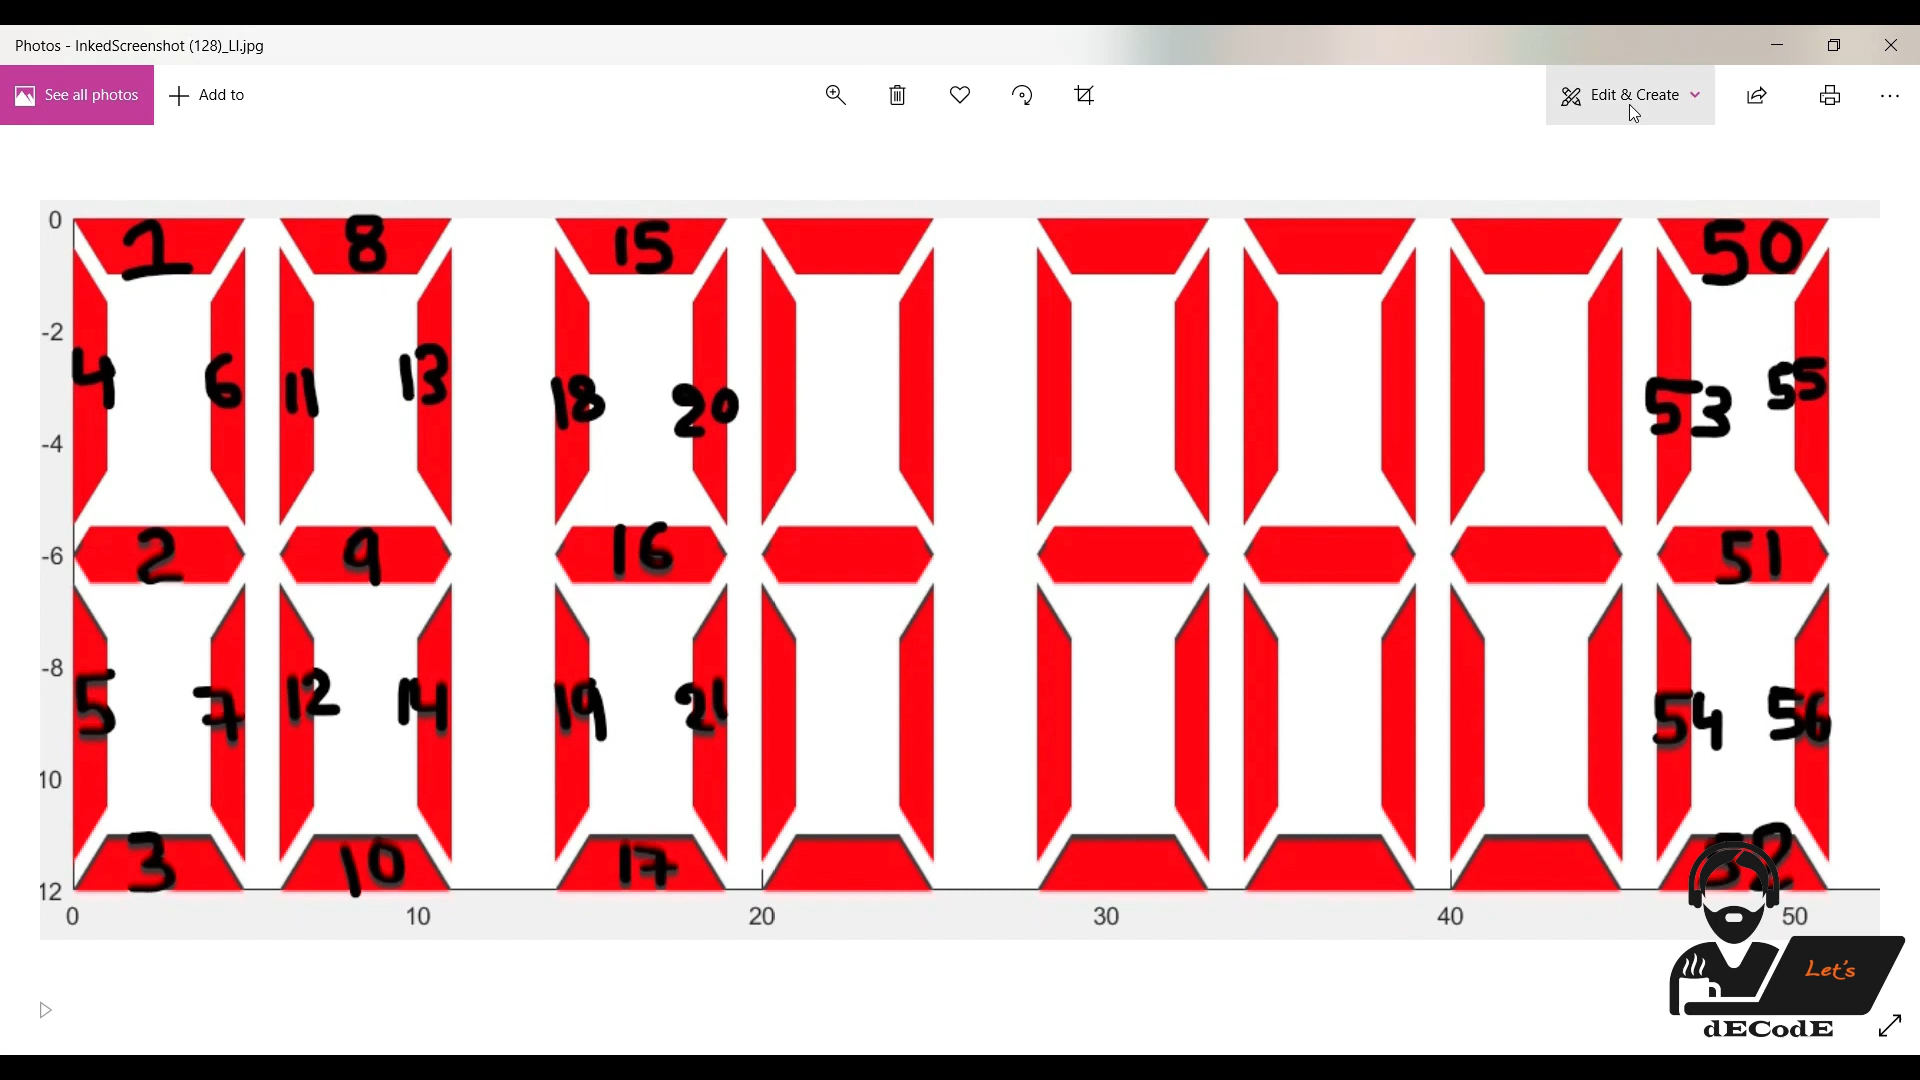 Photos - InkedScreenshot (128)_LI.jpg
See all photos
Add to
Edit & Create
0
1 8 15 50
-2
4 6 11 13 18 20 53 55
-4
2 9 16 51
-6
-8
5 7 12 14 19 21 54 56
10
3 10 17 52
12
0 10 20 30 40 50
Let's
dECodE